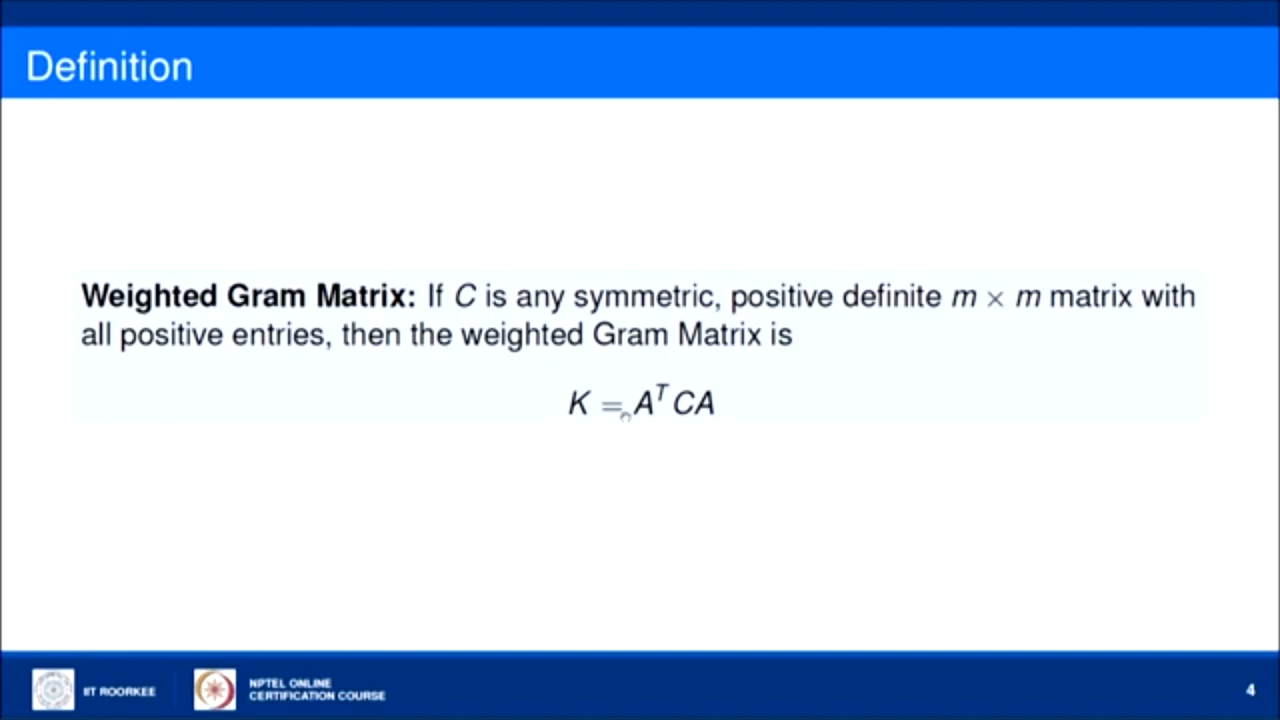 Definition
Weighted Gram Matrix: If C is any symmetric, positive definite m × m matrix with
all positive entries, then the weighted Gram Matrix is
K = AᵀCA
IIT ROORKEE
NPTEL ONLINE
CERTIFICATION COURSE
4